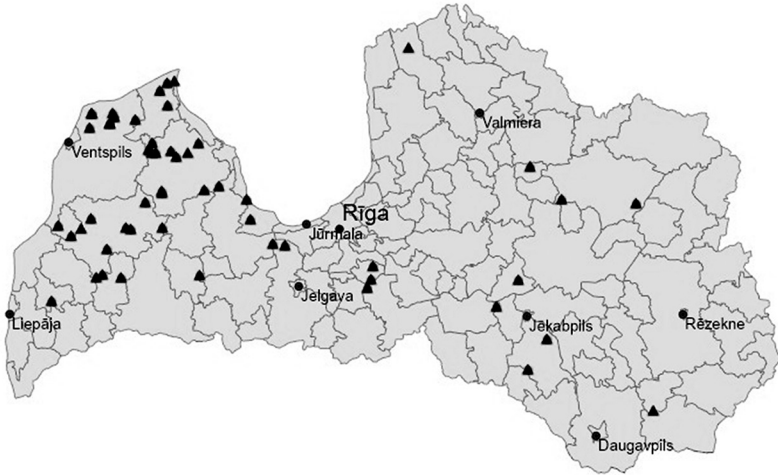 Valmiera
Ventspils
Rīga
Jūrmala
Jelgava
Liepāja
Jēkabpils
Rēzekne
Daugavpils